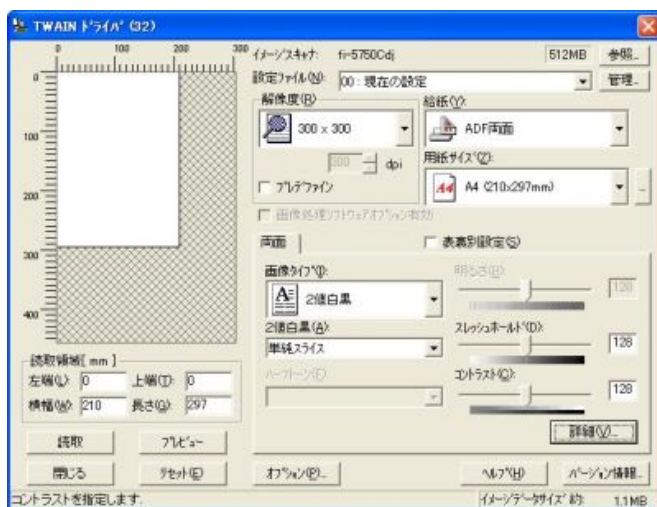 TWAIN ﾄﾞﾗｲﾊﾞ (32)
0 100 200 300
0
100
200
300
400
イメージスキャナ: fi-5750Cdj 512MB 参照...
設定ファイル(N): 00 : 現在の設定 管理...
解像度(R)
300 x 300
300 dpi
プレデファイン
給紙(Y):
ADF両面
用紙サイズ(Z):
A4 A4 (210x297mm) ...
画像処理ソフトウェアオプション有効
両面 表裏別設定(S)
画像タイプ(I):
2値白黒
2値白黒(A):
単純スライス
ハーフトーン(F):
明るさ(B): 128
スレッショールド(D): 128
コントラスト(C): 128
詳細(V)...
読取領域[ mm ]
左端(L): 0 上端(T): 0
横幅(W): 210 長さ(G): 297
読取 プレビュー
閉じる リセット(E) オプション(P)... ヘルプ(H) バージョン情報...
コントラストを指定します. イメージデータサイズ 約: 1.1MB